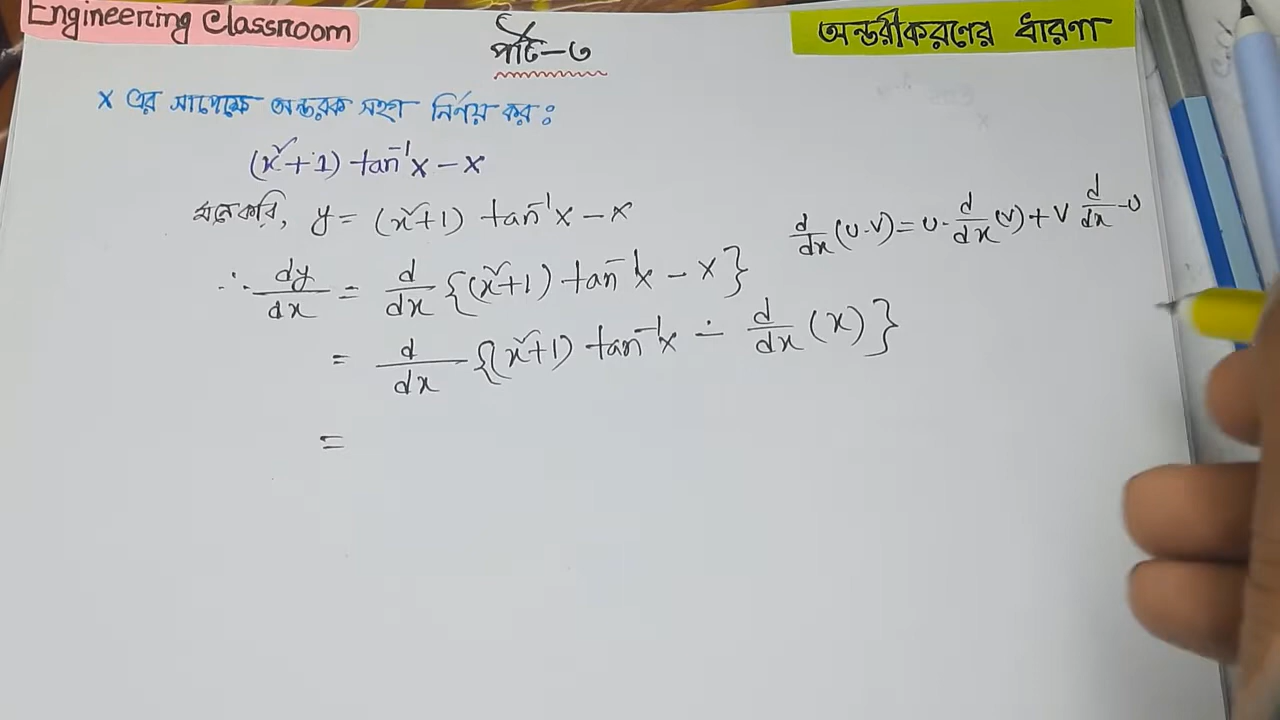 Engineering Classroom
পার্ট-৩
অন্তরীকরণের ধারণা
x এর সাপেক্ষে অন্তরক সহগ নির্ণয় কর:
(x²+1) tan⁻¹x - x
মনেকরি, y = (x²+1) tan⁻¹x - x
d/dx (U·V) = U· d/dx (V) + V d/dx U
∴ dy/dx = d/dx {(x²+1) tan⁻¹x - x}
= d/dx {(x²+1) tan⁻¹x - d/dx (x)}
=